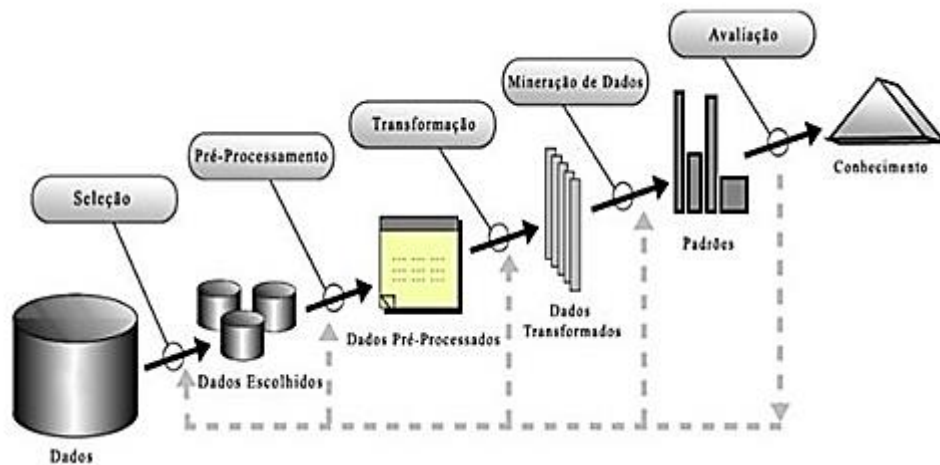 Avaliação
Mineração de Dados
Transformação
Pré-Processamento
Seleção
Conhecimento
Padrões
Dados
Transformados
Dados Pré-Processados
Dados Escolhidos
Dados